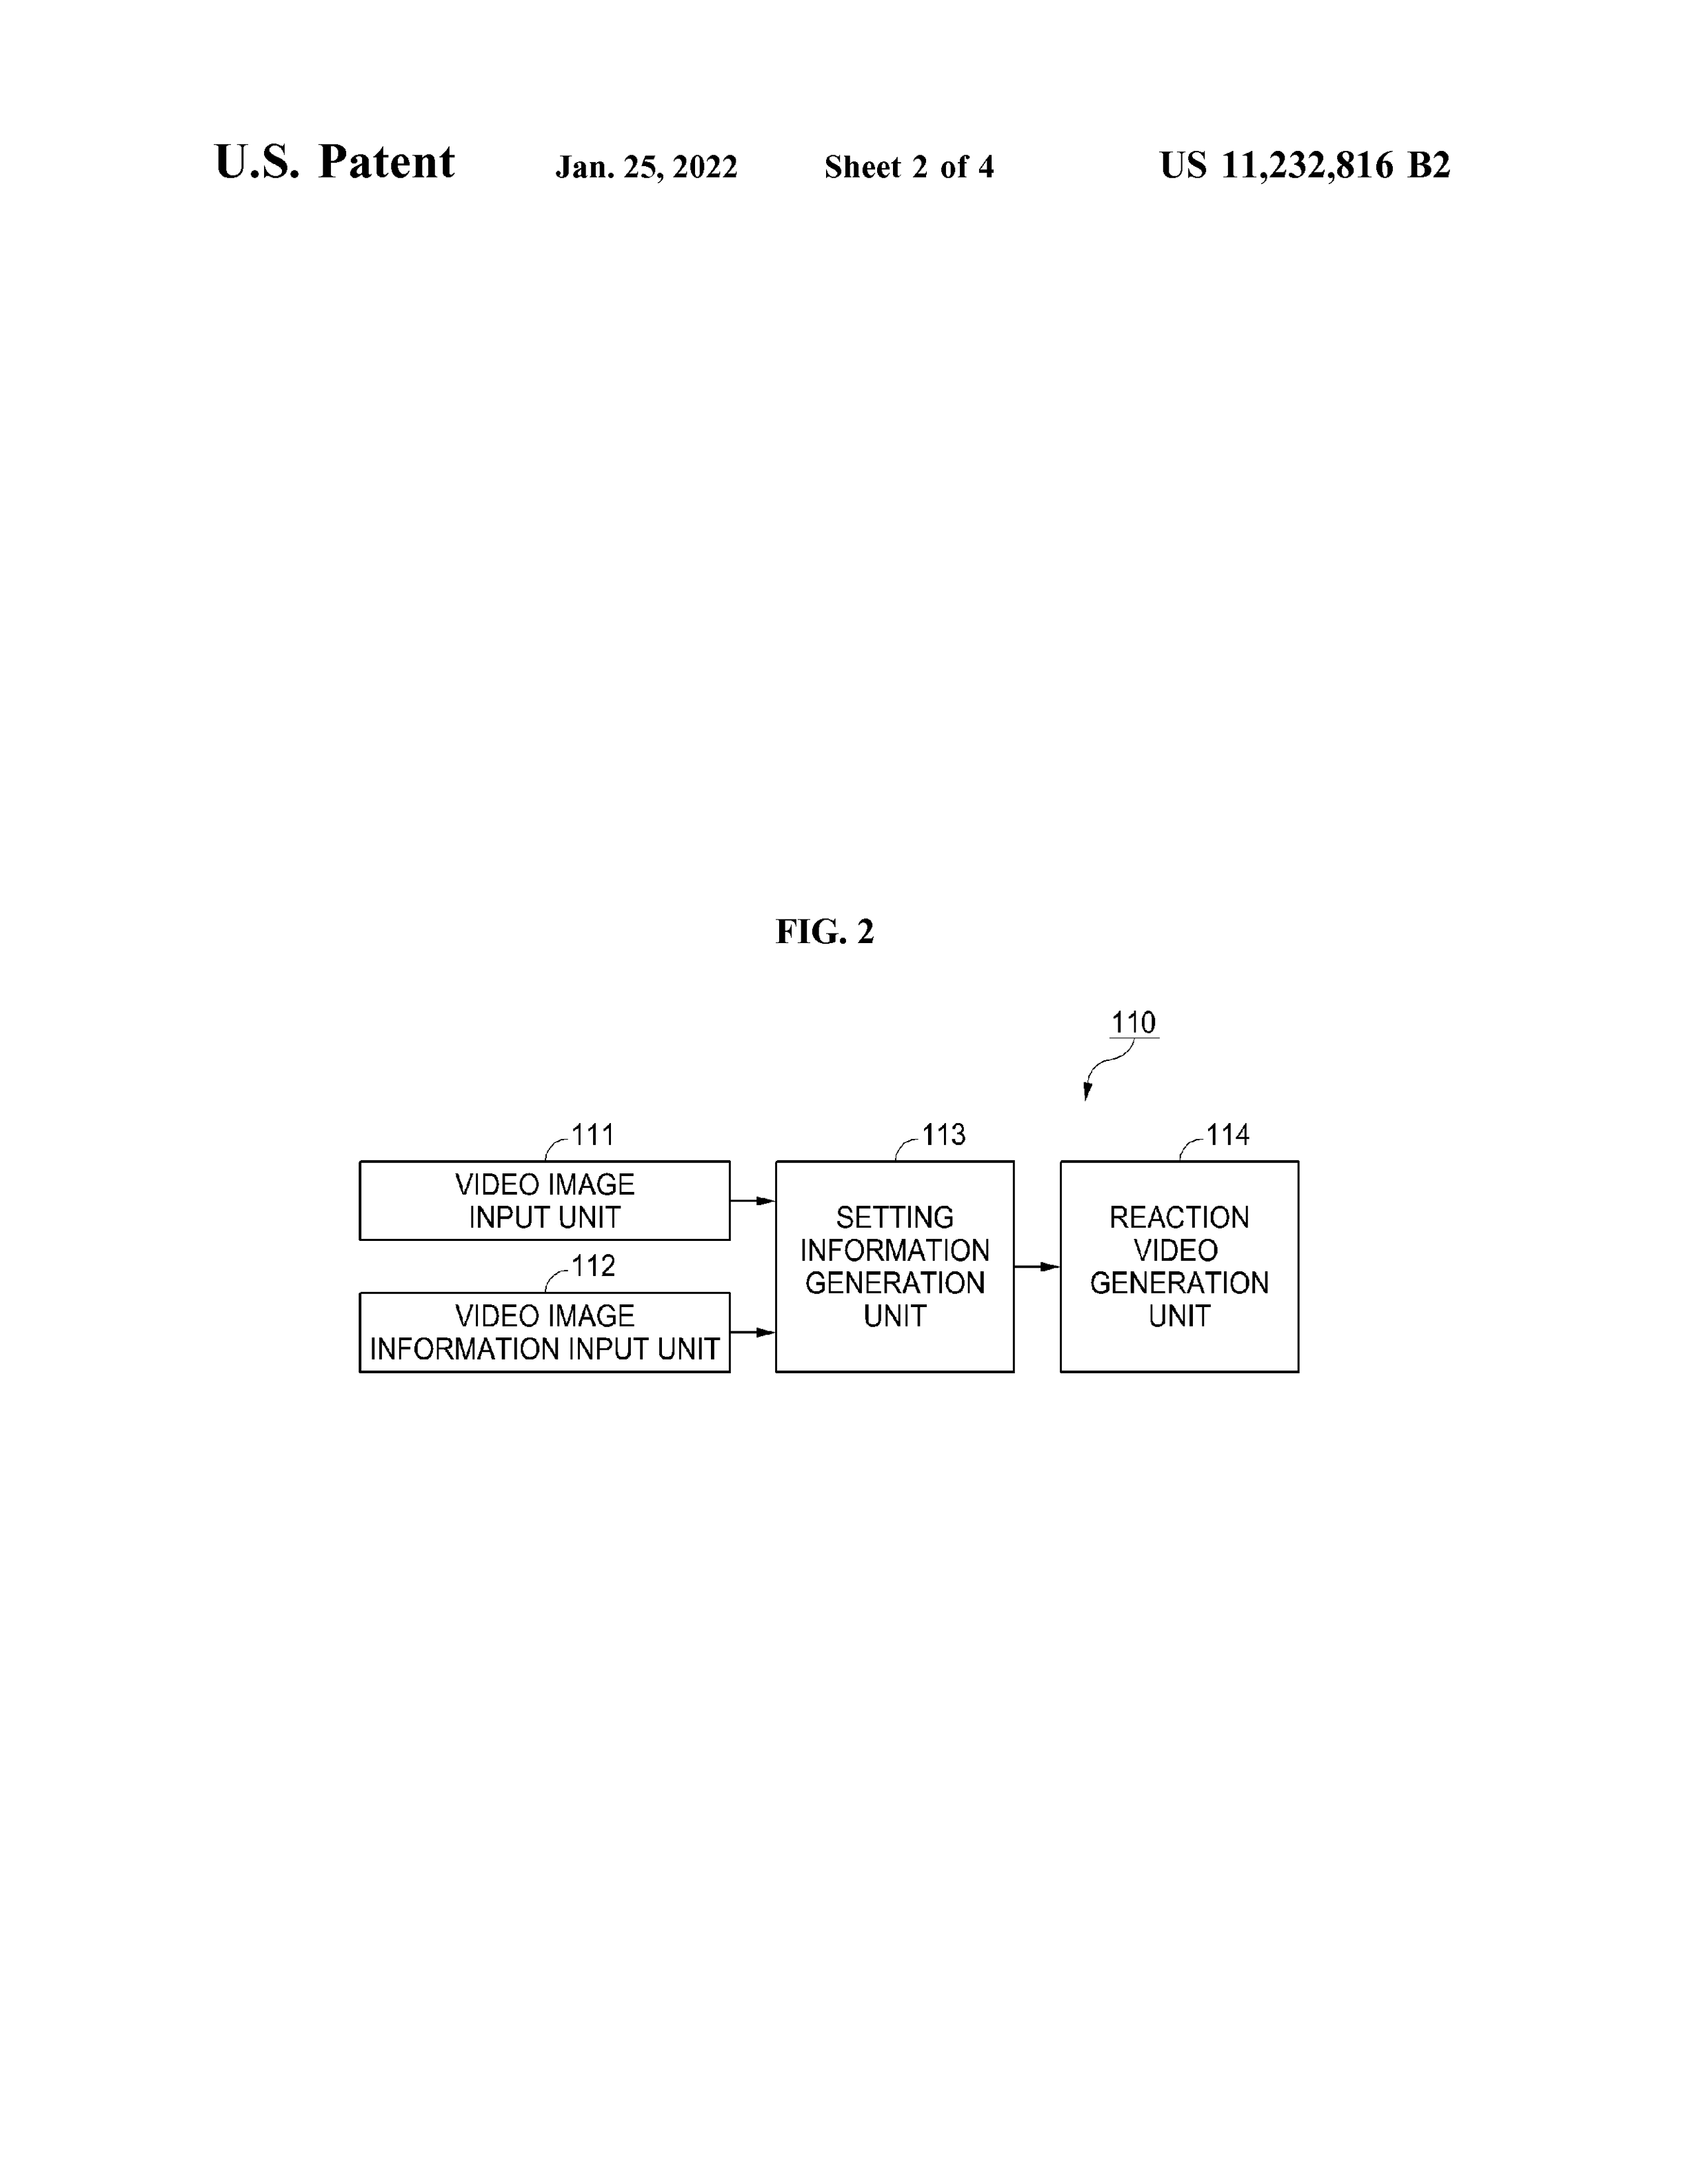 U.S. Patent Jan. 25, 2022 Sheet 2 of 4 US 11,232,816 B2
FIG. 2
110
111
VIDEO IMAGE
INPUT UNIT
112
VIDEO IMAGE
INFORMATION INPUT UNIT
113
SETTING
INFORMATION
GENERATION
UNIT
114
REACTION
VIDEO
GENERATION
UNIT